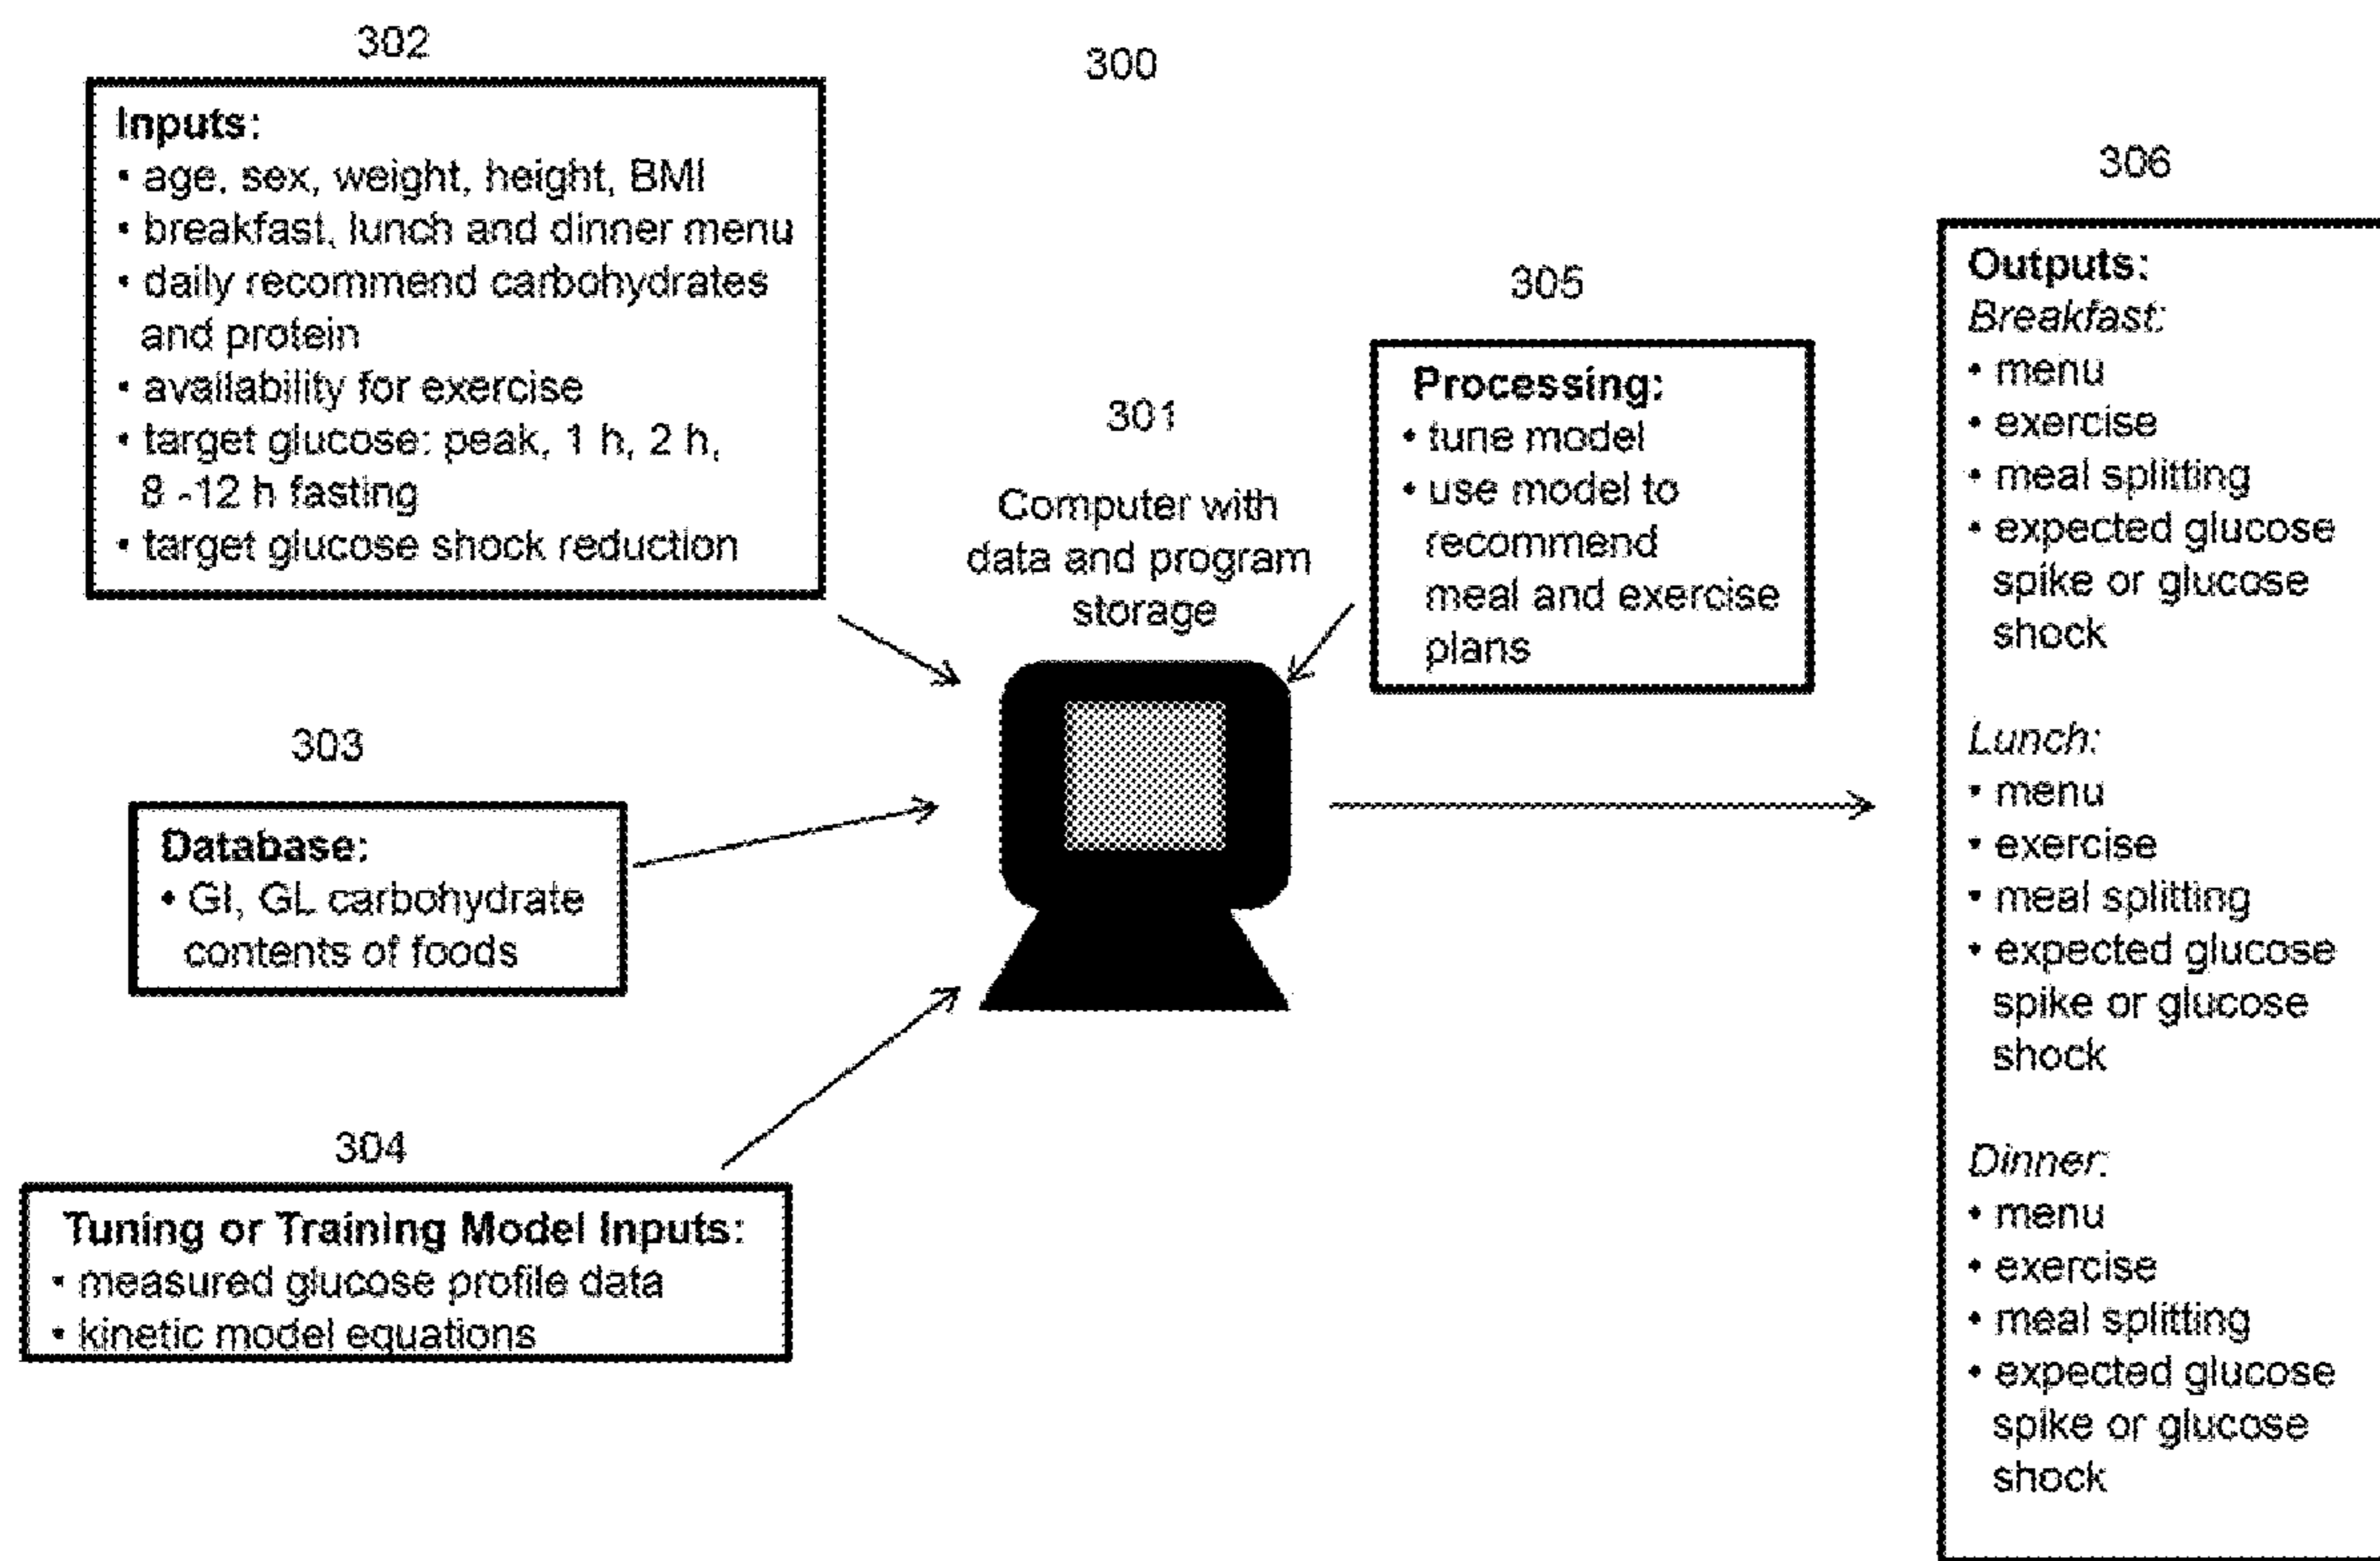 302
Inputs:
• age, sex, weight, height, BMI
• breakfast, lunch and dinner menu
• daily recommend carbohydrates
and protein
• availability for exercise
• target glucose: peak, 1 h, 2 h,
8 -12 h fasting
• target glucose shock reduction
300
303
Database:
• GI, GL carbohydrate
contents of foods
304
Tuning or Training Model Inputs:
• measured glucose profile data
• kinetic model equations
301
Computer with
data and program
storage
305
Processing:
• tune model
• use model to
recommend
meal and exercise
plans
306
Outputs:
Breakfast:
• menu
• exercise
• meal splitting
• expected glucose
spike or glucose
shock
Lunch:
• menu
• exercise
• meal splitting
• expected glucose
spike or glucose
shock
Dinner:
• menu
• exercise
• meal splitting
• expected glucose
spike or glucose
shock